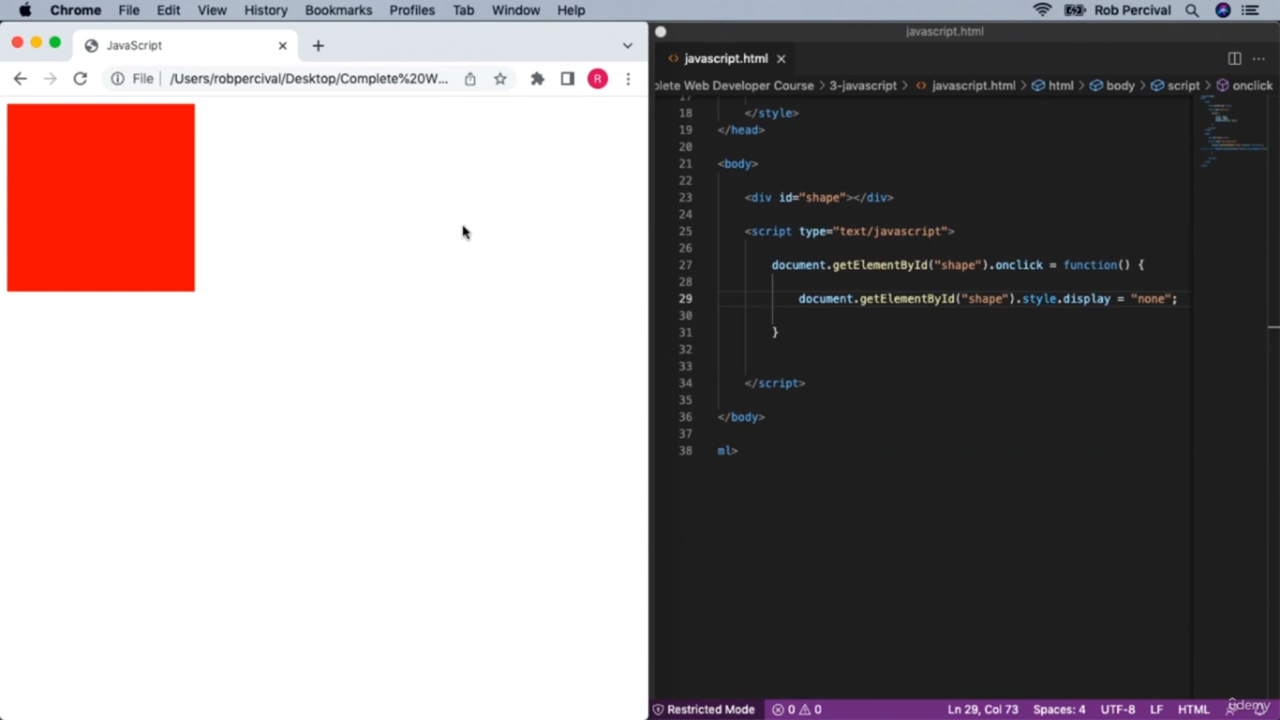 Chrome File Edit View History Bookmarks Profiles Tab Window Help Rob Percival
JavaScript
File /Users/robpercival/Desktop/Complete%20W... R
javascript.html
javascript.html
plete Web Developer Course > 3-javascript > javascript.html > html > body > script > onclick
17
18 </style>
19 </head>
20
21 <body>
22
23 <div id="shape"></div>
24
25 <script type="text/javascript">
26
27 document.getElementById("shape").onclick = function() {
28
29 document.getElementById("shape").style.display = "none";
30
31 }
32
33
34 </script>
35
36 </body>
37
38 ml>
Restricted Mode 0 0 Ln 29, Col 73 Spaces: 4 UTF-8 LF HTML
udemy